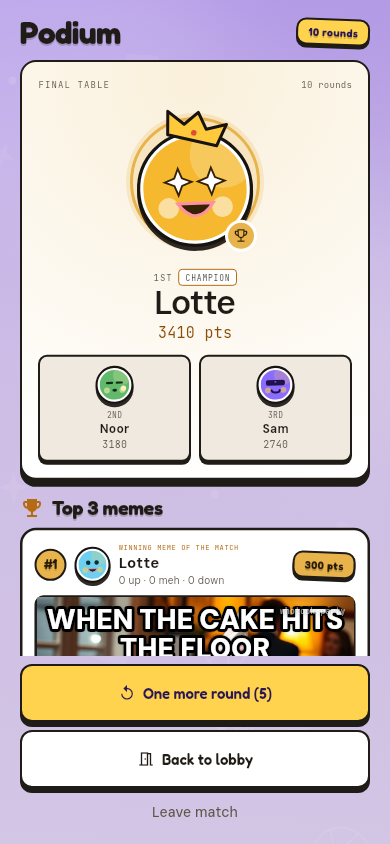 Podium
10 rounds
FINAL TABLE
10 rounds
1ST CHAMPION
Lotte
3410 pts
2ND
Noor
3180
3RD
Sam
2740
Top 3 memes
#1
WINNING MEME OF THE MATCH
Lotte
0 up · 0 meh · 0 down
300 pts
WHEN THE CAKE HITS
THE FLOOR
One more round (5)
Back to lobby
Leave match